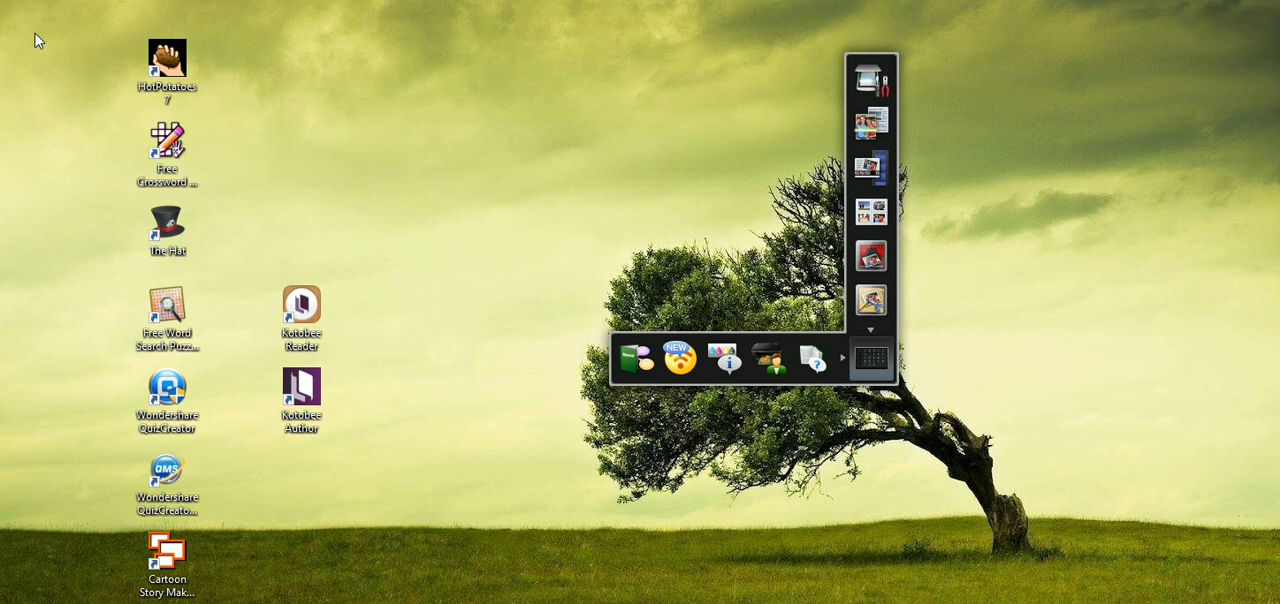 HotPotatoes
7
Free
Crossword ...
The Hat
Free Word
Search Puzz...
Wondershare
QuizCreator
QMS
Wondershare
QuizCreato...
Cartoon
Story Mak...
Kotobee
Reader
Kotobee
Author
NEW